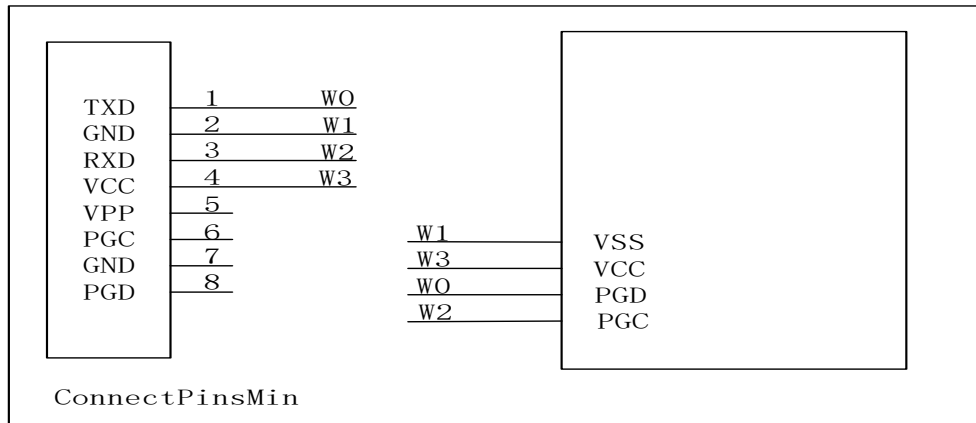 TXD 1 W0
GND 2 W1
RXD 3 W2
VCC 4 W3
VPP 5
PGC 6
GND 7
PGD 8
W1 VSS
W3 VCC
W0 PGD
W2 PGC
ConnectPinsMin